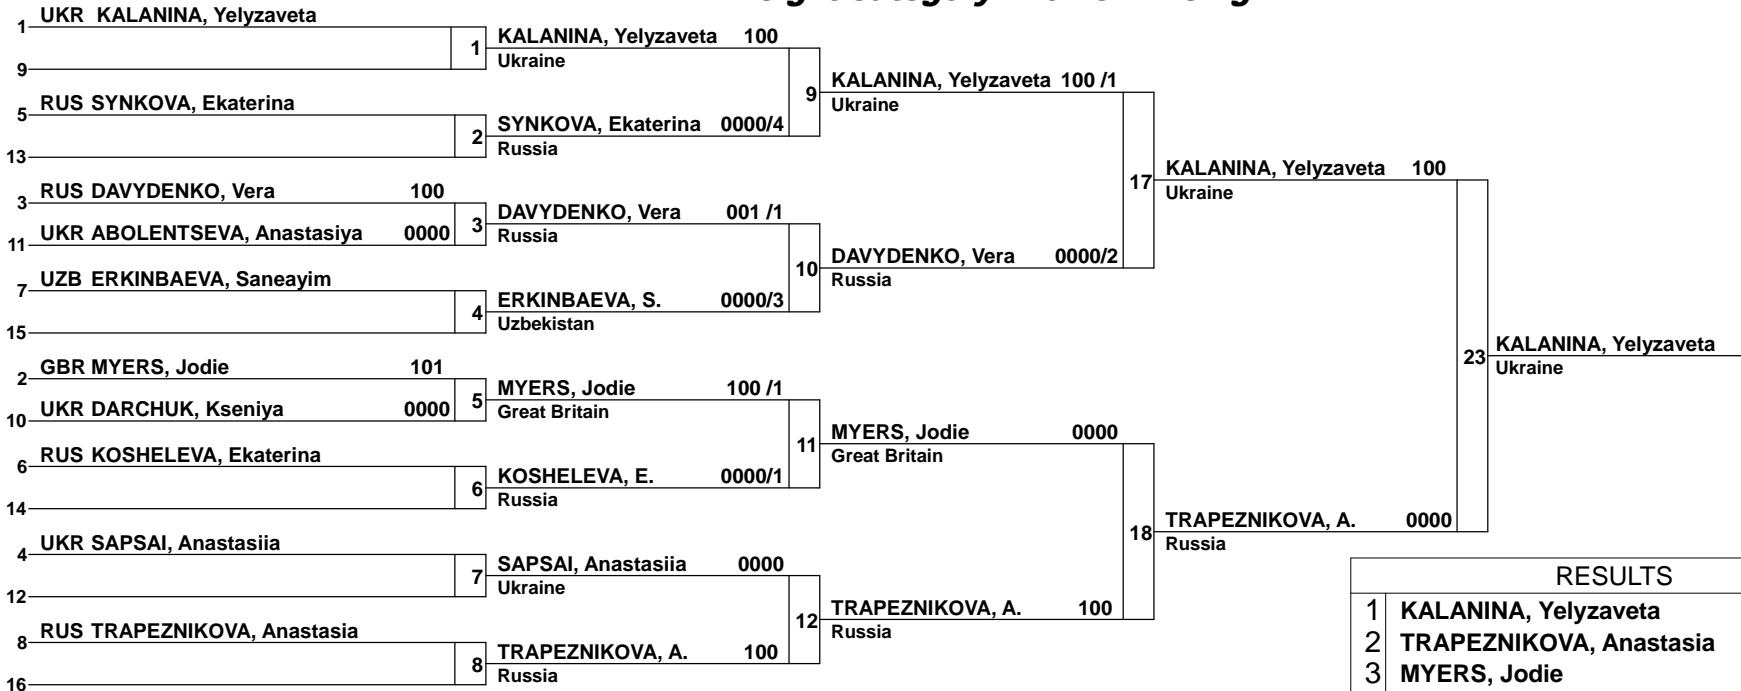 1 UKR KALANINA, Yelyzaveta
9
1 KALANINA, Yelyzaveta 100
Ukraine
5 RUS SYNKOVA, Ekaterina
13
2 SYNKOVA, Ekaterina 0000/4
Russia
9 KALANINA, Yelyzaveta 100 /1
Ukraine
3 RUS DAVYDENKO, Vera 100
11 UKR ABOLENTSEVA, Anastasiya 0000
3 DAVYDENKO, Vera 001 /1
Russia
7 UZB ERKINBAEVA, Saneayim
15
4 ERKINBAEVA, S. 0000/3
Uzbekistan
10 DAVYDENKO, Vera 0000/2
Russia
17 KALANINA, Yelyzaveta 100
Ukraine
2 GBR MYERS, Jodie 101
10 UKR DARCHUK, Kseniya 0000
5 MYERS, Jodie 100 /1
Great Britain
6 RUS KOSHELEVA, Ekaterina
14
6 KOSHELEVA, E. 0000/1
Russia
11 MYERS, Jodie 0000
Great Britain
4 UKR SAPSAI, Anastasiia
12
7 SAPSAI, Anastasiia 0000
Ukraine
8 RUS TRAPEZNIKOVA, Anastasia
16
8 TRAPEZNIKOVA, A. 100
Russia
12 TRAPEZNIKOVA, A. 100
Russia
18 TRAPEZNIKOVA, A. 0000
Russia
23 KALANINA, Yelyzaveta
Ukraine
RESULTS
1 KALANINA, Yelyzaveta
2 TRAPEZNIKOVA, Anastasia
3 MYERS, Jodie